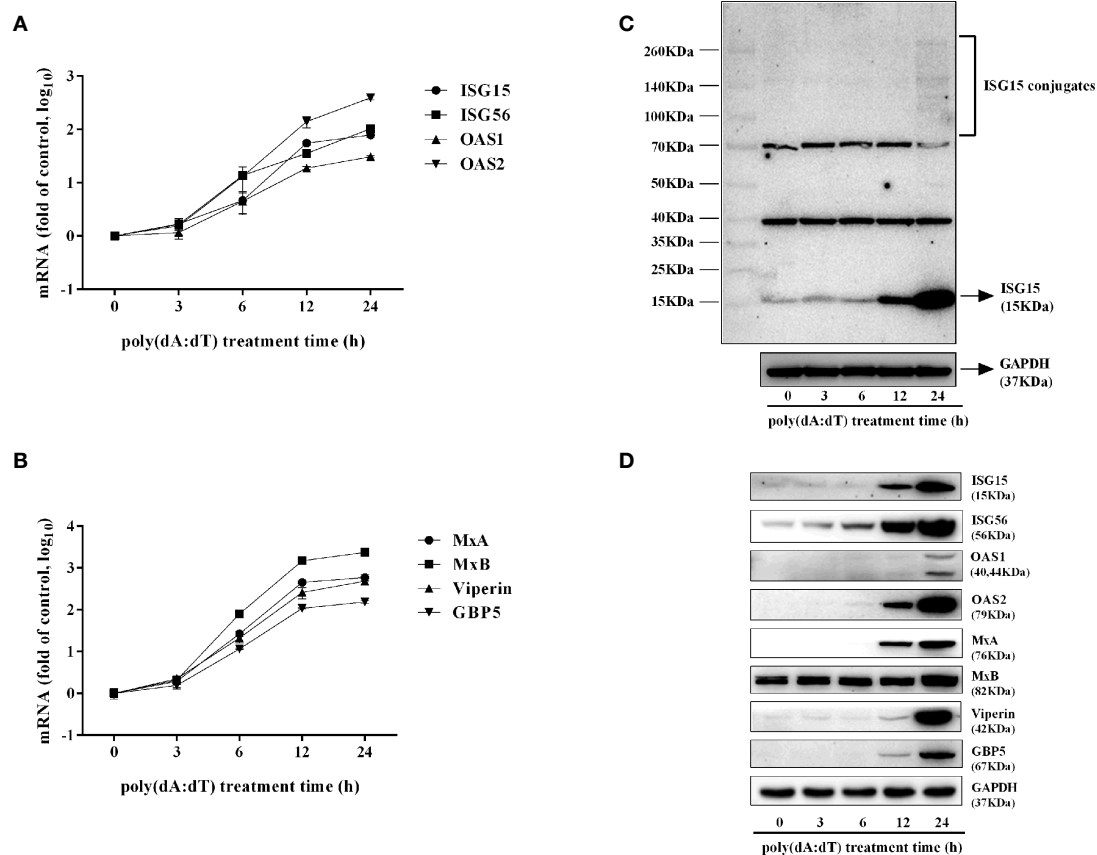 A
mRNA (fold of control, log10)
3
2
1
0
-1
0 3 6 12 24
poly(dA:dT) treatment time (h)
ISG15
ISG56
OAS1
OAS2
B
mRNA (fold of control, log10)
4
3
2
1
0
-1
0 3 6 12 24
poly(dA:dT) treatment time (h)
MxA
MxB
Viperin
GBP5
C
260KDa
140KDa
100KDa
70KDa
50KDa
40KDa
35KDa
25KDa
15KDa
ISG15 conjugates
ISG15
(15KDa)
GAPDH
(37KDa)
0 3 6 12 24
poly(dA:dT) treatment time (h)
D
ISG15
(15KDa)
ISG56
(56KDa)
OAS1
(40,44KDa)
OAS2
(79KDa)
MxA
(76KDa)
MxB
(82KDa)
Viperin
(42KDa)
GBP5
(67KDa)
GAPDH
(37KDa)
0 3 6 12 24
poly(dA:dT) treatment time (h)